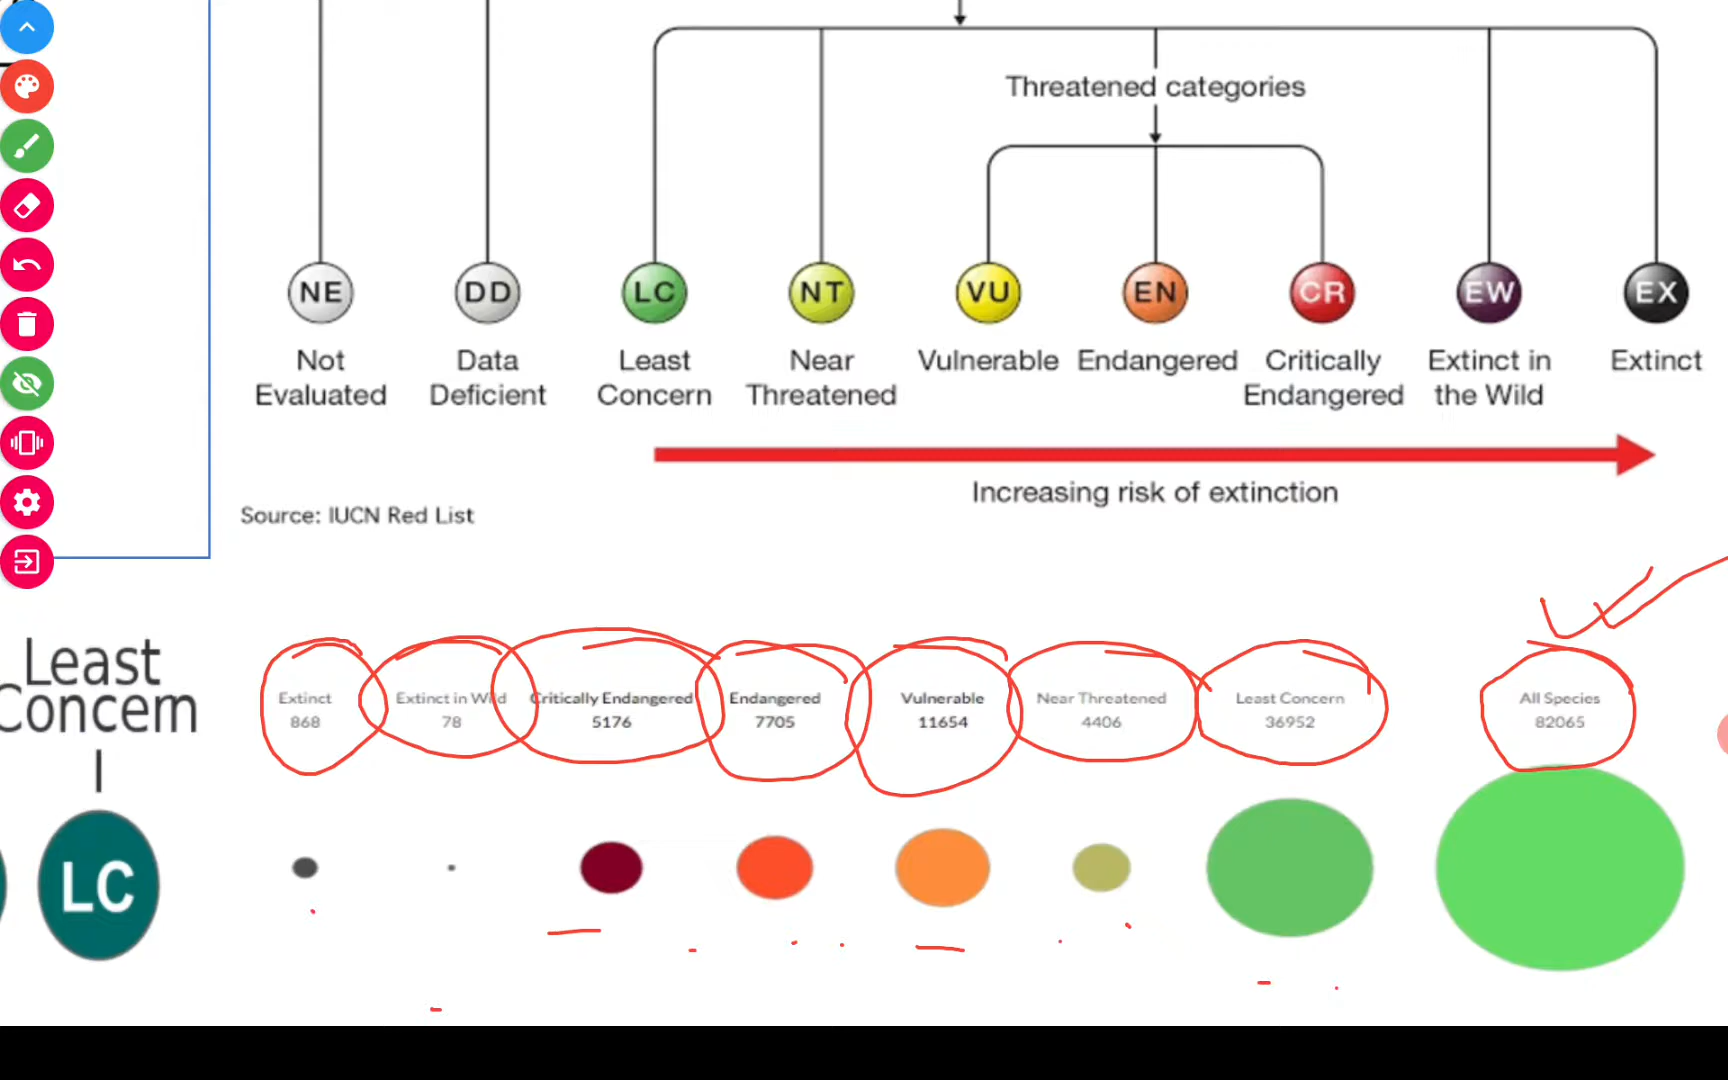 Threatened categories
NE
DD
LC
NT
VU
EN
CR
EW
EX
Not
Evaluated
Data
Deficient
Least
Concern
Near
Threatened
Vulnerable
Endangered
Critically
Endangered
Extinct in
the Wild
Extinct
Increasing risk of extinction
Source: IUCN Red List
Least
Concem
LC
Extinct
868
Extinct in Wild
78
Critically Endangered
5176
Endangered
7705
Vulnerable
11654
Near Threatened
4406
Least Concern
36952
All Species
82065